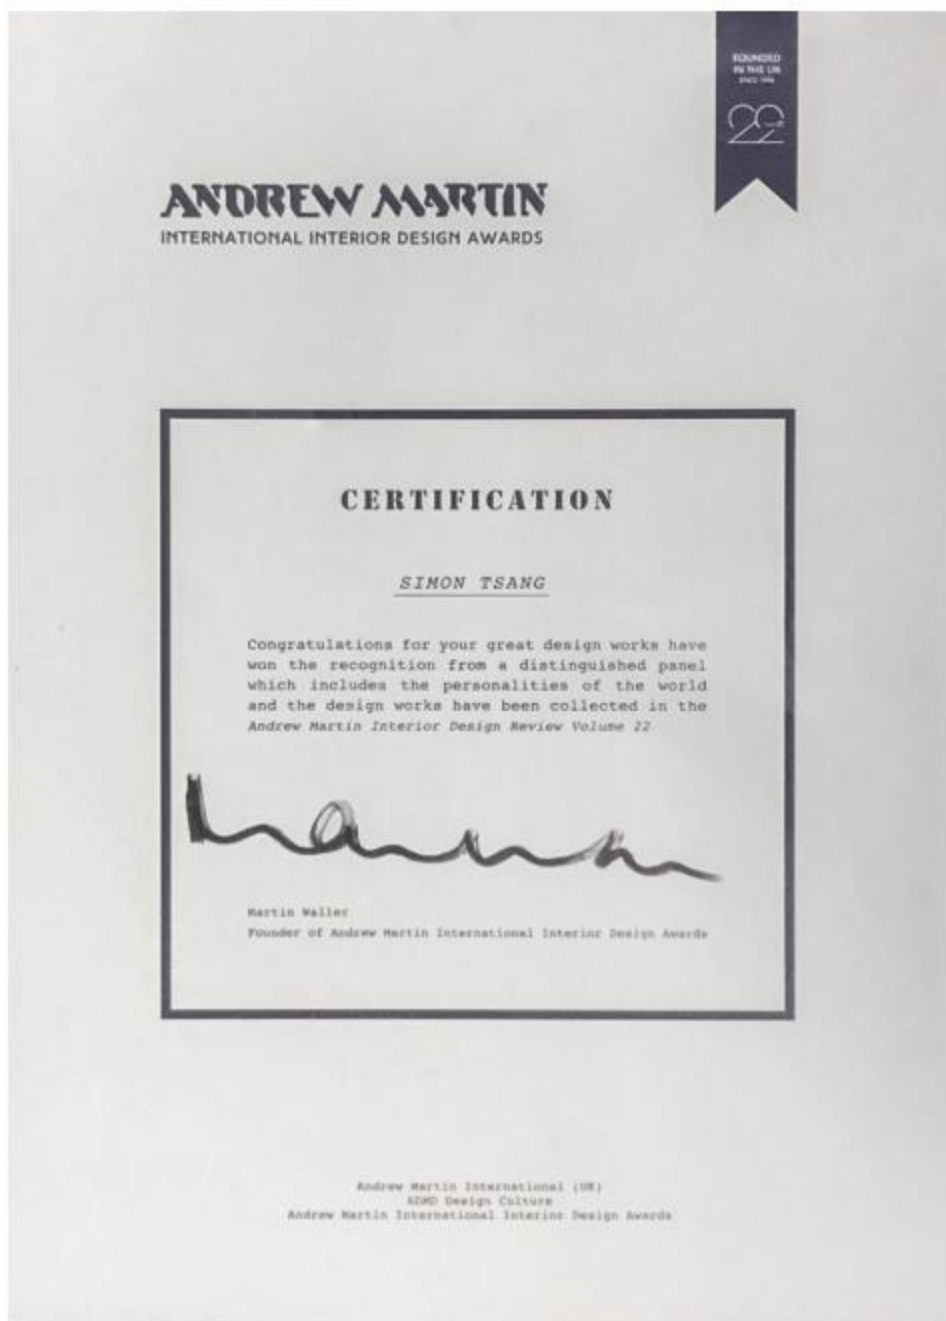 FOUNDED
IN THE UK
SINCE 1996
22
ANDREW MARTIN
INTERNATIONAL INTERIOR DESIGN AWARDS
CERTIFICATION
SIMON TSANG
Congratulations for your great design works have
won the recognition from a distinguished panel
which includes the personalities of the world
and the design works have been collected in the
Andrew Martin Interior Design Review Volume 22
Martin Waller
Founder of Andrew Martin International Interior Design Awards
Andrew Martin International (UK)
Design Culture
Andrew Martin International Interior Design Awards